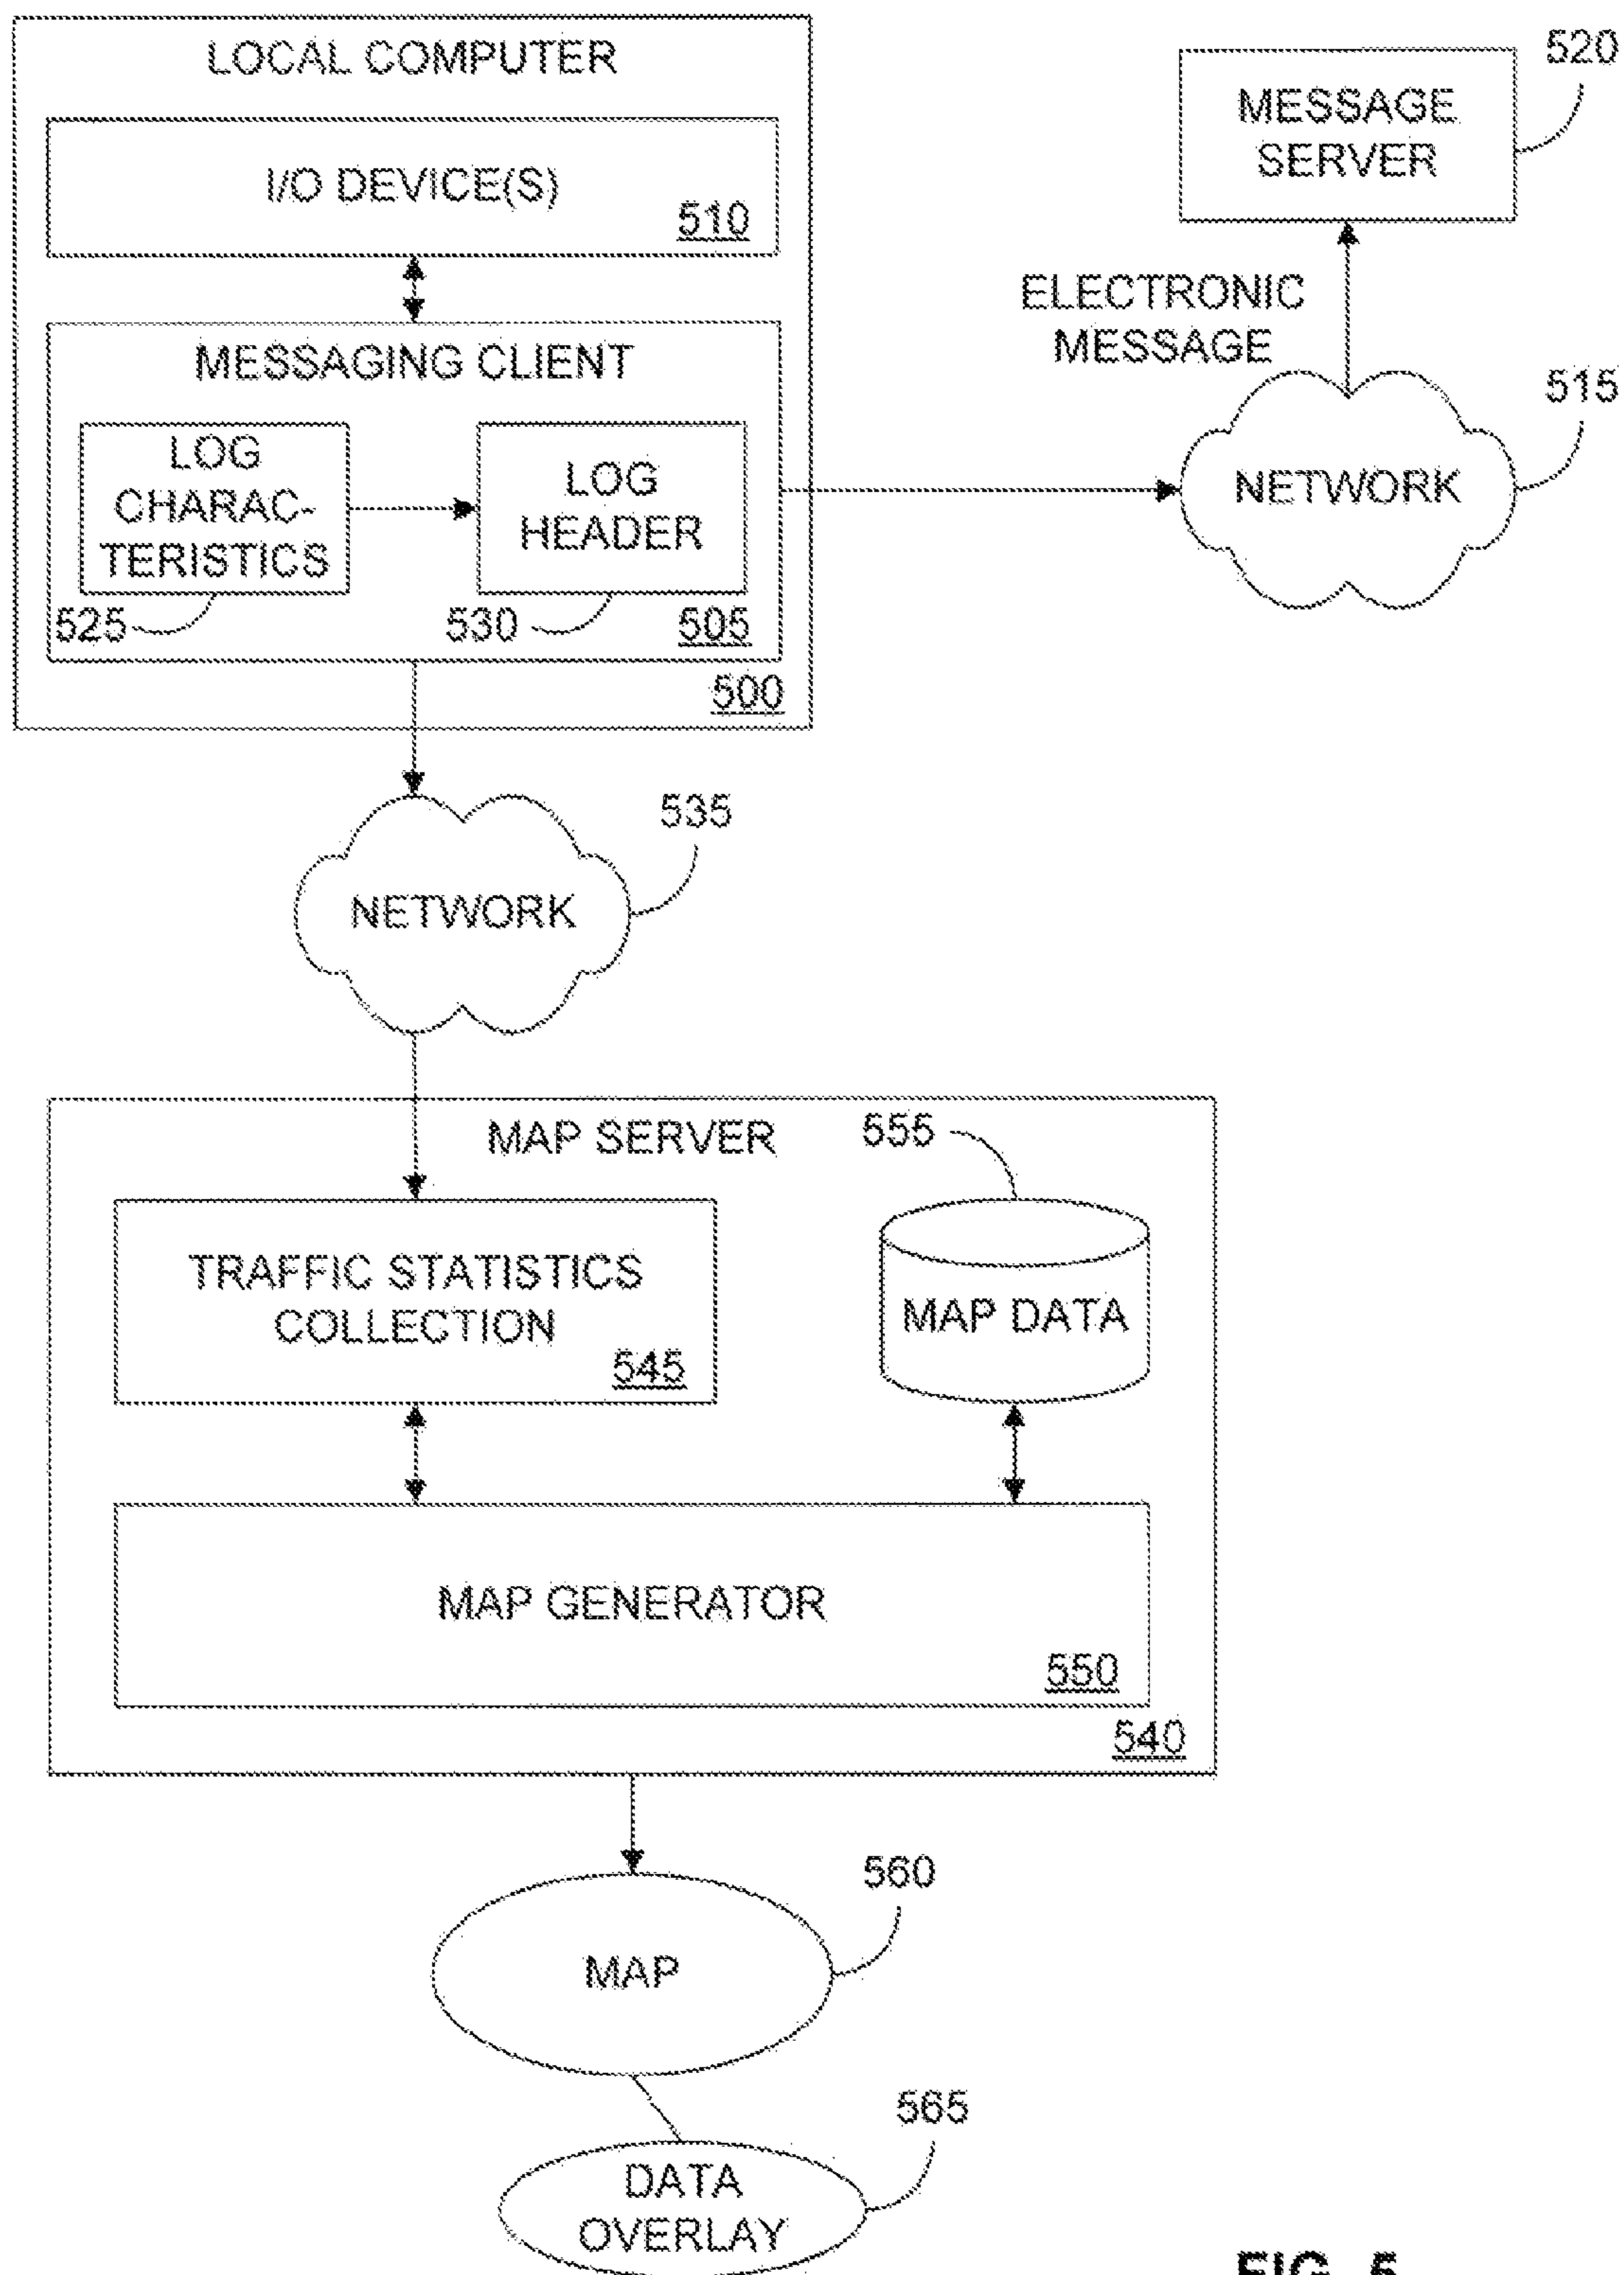 LOCAL COMPUTER
I/O DEVICE(S)
510
MESSAGING CLIENT
LOG
CHARAC-
TERISTICS
LOG
HEADER
525
530
505
500
520
MESSAGE
SERVER
ELECTRONIC
MESSAGE
515
NETWORK
535
NETWORK
MAP SERVER
555
TRAFFIC STATISTICS
COLLECTION
545
MAP DATA
MAP GENERATOR
550
540
560
MAP
565
DATA
OVERLAY
FIG. 5